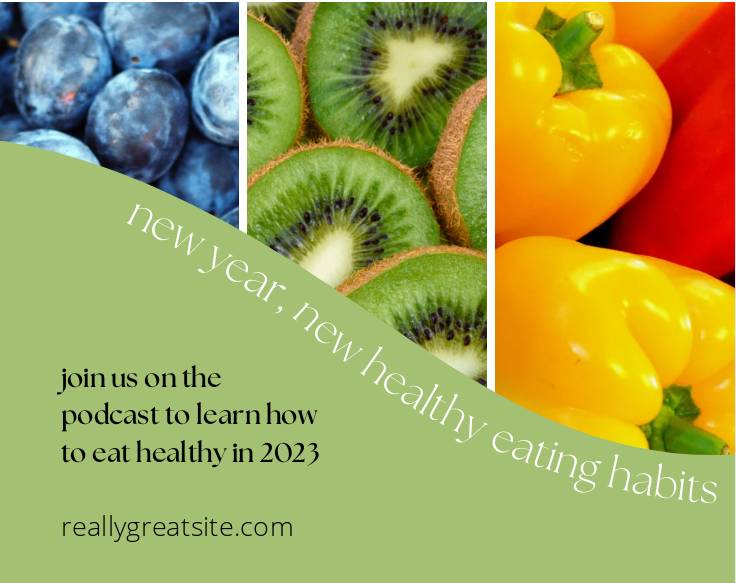 new year, new healthy eating habits
join us on the
podcast to learn how
to eat healthy in 2023
reallygreatsite.com